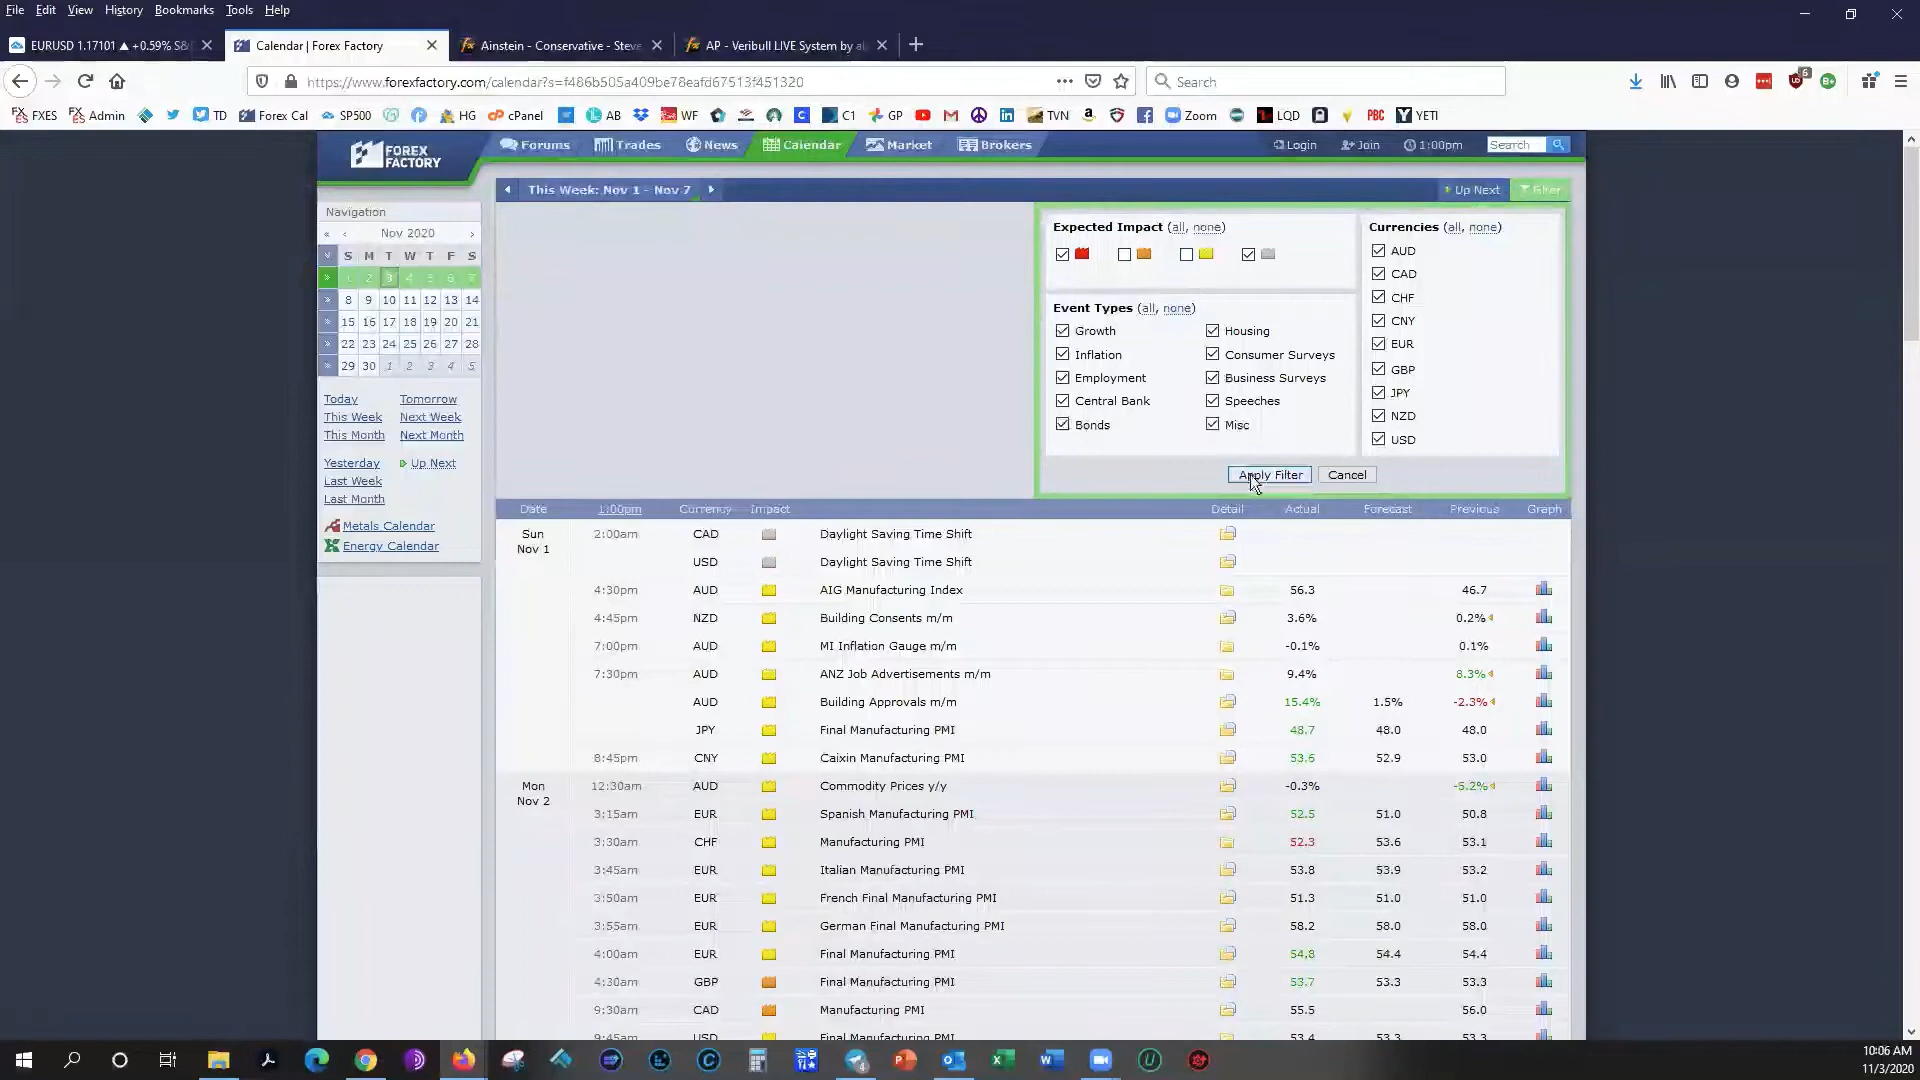 File Edit View History Bookmarks Tools Help
EURUSD 1.17101 ▲ +0.59% S&
Calendar | Forex Factory
Ainstein - Conservative - Steve
AP - Veribull LIVE System by al
https://www.forexfactory.com/calendar?s=f486b505a409be78eafd67513f451320
Search
6
FXES Admin TD Forex Cal SP500 HG cPanel AB WF C1 GP TVN Zoom LQD PBC YETI
FOREX FACTORY
Forums Trades News Calendar Market Brokers
Login Join 1:00pm Search
This Week: Nov 1 - Nov 7
Up Next Filter
Navigation
« ‹ Nov 2020 ›
S M T W T F S
1 2 3 4 5 6 7
8 9 10 11 12 13 14
15 16 17 18 19 20 21
22 23 24 25 26 27 28
29 30 1 2 3 4 5
Today Tomorrow
This Week Next Week
This Month Next Month
Yesterday Up Next
Last Week
Last Month
Metals Calendar
Energy Calendar
Expected Impact (all, none)
Event Types (all, none)
Growth Housing
Inflation Consumer Surveys
Employment Business Surveys
Central Bank Speeches
Bonds Misc
Currencies (all, none)
AUD
CAD
CHF
CNY
EUR
GBP
JPY
NZD
USD
Apply Filter Cancel
Date 1:00pm Currency Impact Detail Actual Forecast Previous Graph
Sun Nov 1 2:00am CAD Daylight Saving Time Shift
USD Daylight Saving Time Shift
4:30pm AUD AIG Manufacturing Index 56.3 46.7
4:45pm NZD Building Consents m/m 3.6% 0.2%
7:00pm AUD MI Inflation Gauge m/m -0.1% 0.1%
7:30pm AUD ANZ Job Advertisements m/m 9.4% 8.3%
AUD Building Approvals m/m 15.4% 1.5% -2.3%
JPY Final Manufacturing PMI 48.7 48.0 48.0
8:45pm CNY Caixin Manufacturing PMI 53.6 52.9 53.0
Mon Nov 2 12:30am AUD Commodity Prices y/y -0.3% -5.2%
3:15am EUR Spanish Manufacturing PMI 52.5 51.0 50.8
3:30am CHF Manufacturing PMI 52.3 53.6 53.1
3:45am EUR Italian Manufacturing PMI 53.8 53.9 53.2
3:50am EUR French Final Manufacturing PMI 51.3 51.0 51.0
3:55am EUR German Final Manufacturing PMI 58.2 58.0 58.0
4:00am EUR Final Manufacturing PMI 54.8 54.4 54.4
4:30am GBP Final Manufacturing PMI 53.7 53.3 53.3
9:30am CAD Manufacturing PMI 55.5 56.0
9:45am USD Final Manufacturing PMI 53.4 53.3 53.3
10:06 AM
11/3/2020